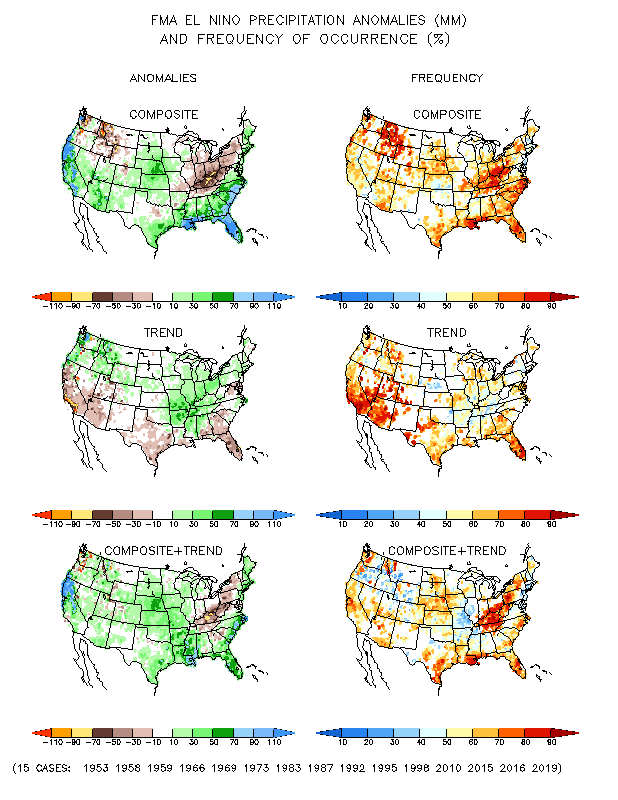 FMA EL NINO PRECIPITATION ANOMALIES (MM)
AND FREQUENCY OF OCCURRENCE (%)
ANOMALIES FREQUENCY
COMPOSITE COMPOSITE
-110 -90 -70 -50 -30 -10 10 30 50 70 90 110 10 20 30 40 50 60 70 80 90
TREND TREND
-110 -90 -70 -50 -30 -10 10 30 50 70 90 110 10 20 30 40 50 60 70 80 90
COMPOSITE+TREND COMPOSITE+TREND
-110 -90 -70 -50 -30 -10 10 30 50 70 90 110 10 20 30 40 50 60 70 80 90
(15 CASES: 1953 1958 1959 1966 1969 1973 1983 1987 1992 1995 1998 2010 2015 2016 2019)